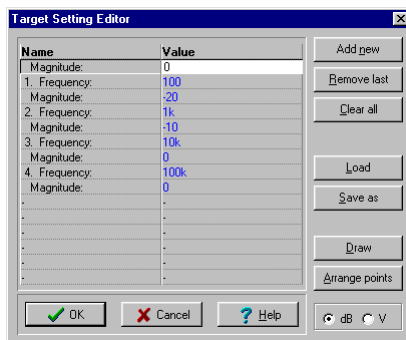 Target Setting Editor
Name Value
Magnitude: 0
1. Frequency: 100
Magnitude: -20
2. Frequency: 1k
Magnitude: -10
3. Frequency: 10k
Magnitude: 0
4. Frequency: 100k
Magnitude: 0
- -
- -
- -
- -
- -
Add new
Remove last
Clear all
Load
Save as
Draw
Arrange points
OK Cancel ? Help
dB V